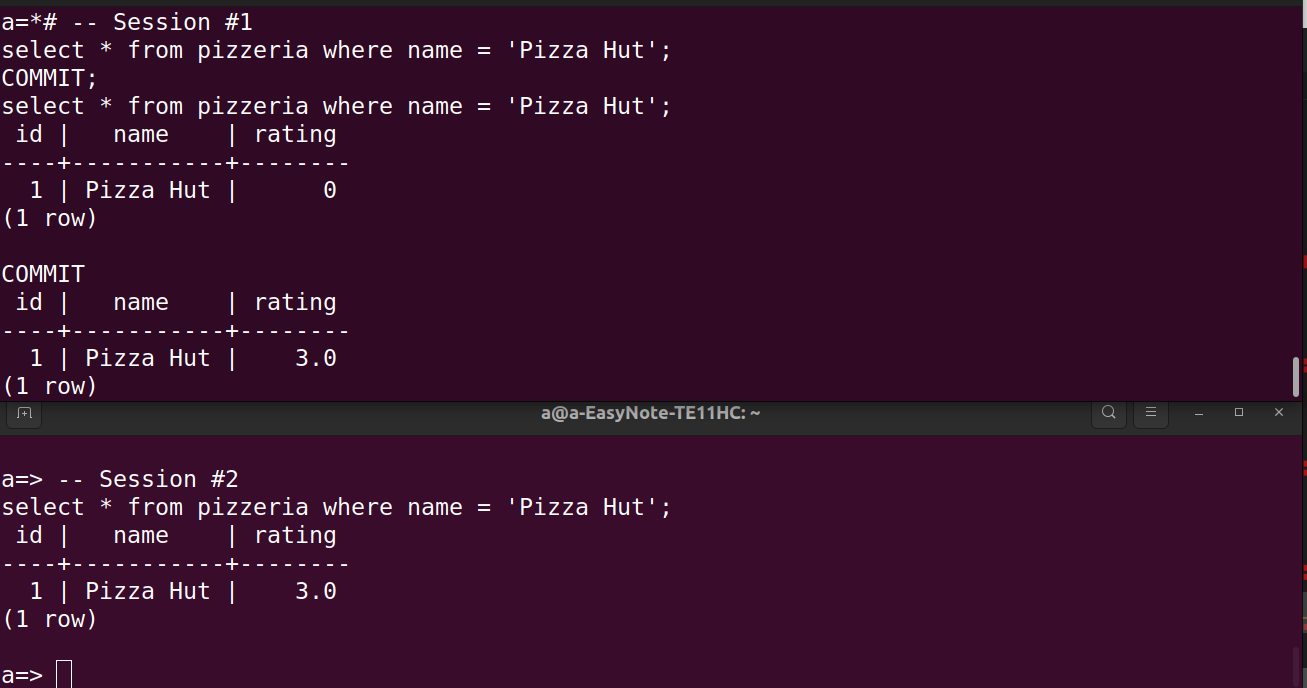 a=*# -- Session #1
select * from pizzeria where name = 'Pizza Hut';
COMMIT;
select * from pizzeria where name = 'Pizza Hut';
 id |   name    | rating
----+-----------+--------
  1 | Pizza Hut |      0
(1 row)

COMMIT
 id |   name    | rating
----+-----------+--------
  1 | Pizza Hut |    3.0
(1 row)
a@a-EasyNote-TE11HC: ~
a=> -- Session #2
select * from pizzeria where name = 'Pizza Hut';
 id |   name    | rating
----+-----------+--------
  1 | Pizza Hut |    3.0
(1 row)

a=>